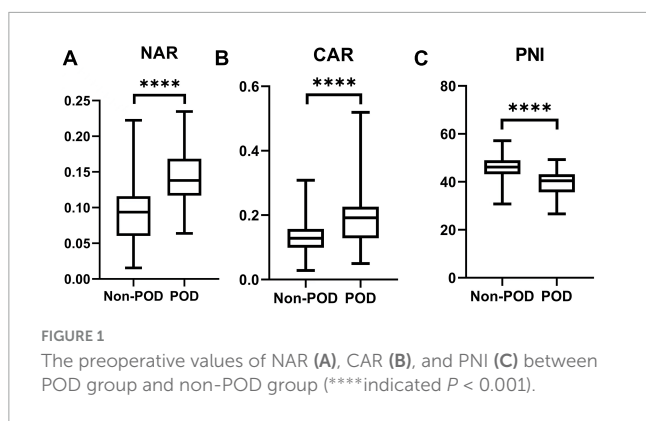 A NAR B CAR C PNI
**** **** ****
0.25 0.6 80
0.20 60
0.15 0.4 40
0.10 0.2 20
0.05
0.00 0.0 0
Non-POD POD Non-POD POD Non-POD POD
FIGURE 1
The preoperative values of NAR (A), CAR (B), and PNI (C) between
POD group and non-POD group (****indicated P < 0.001).